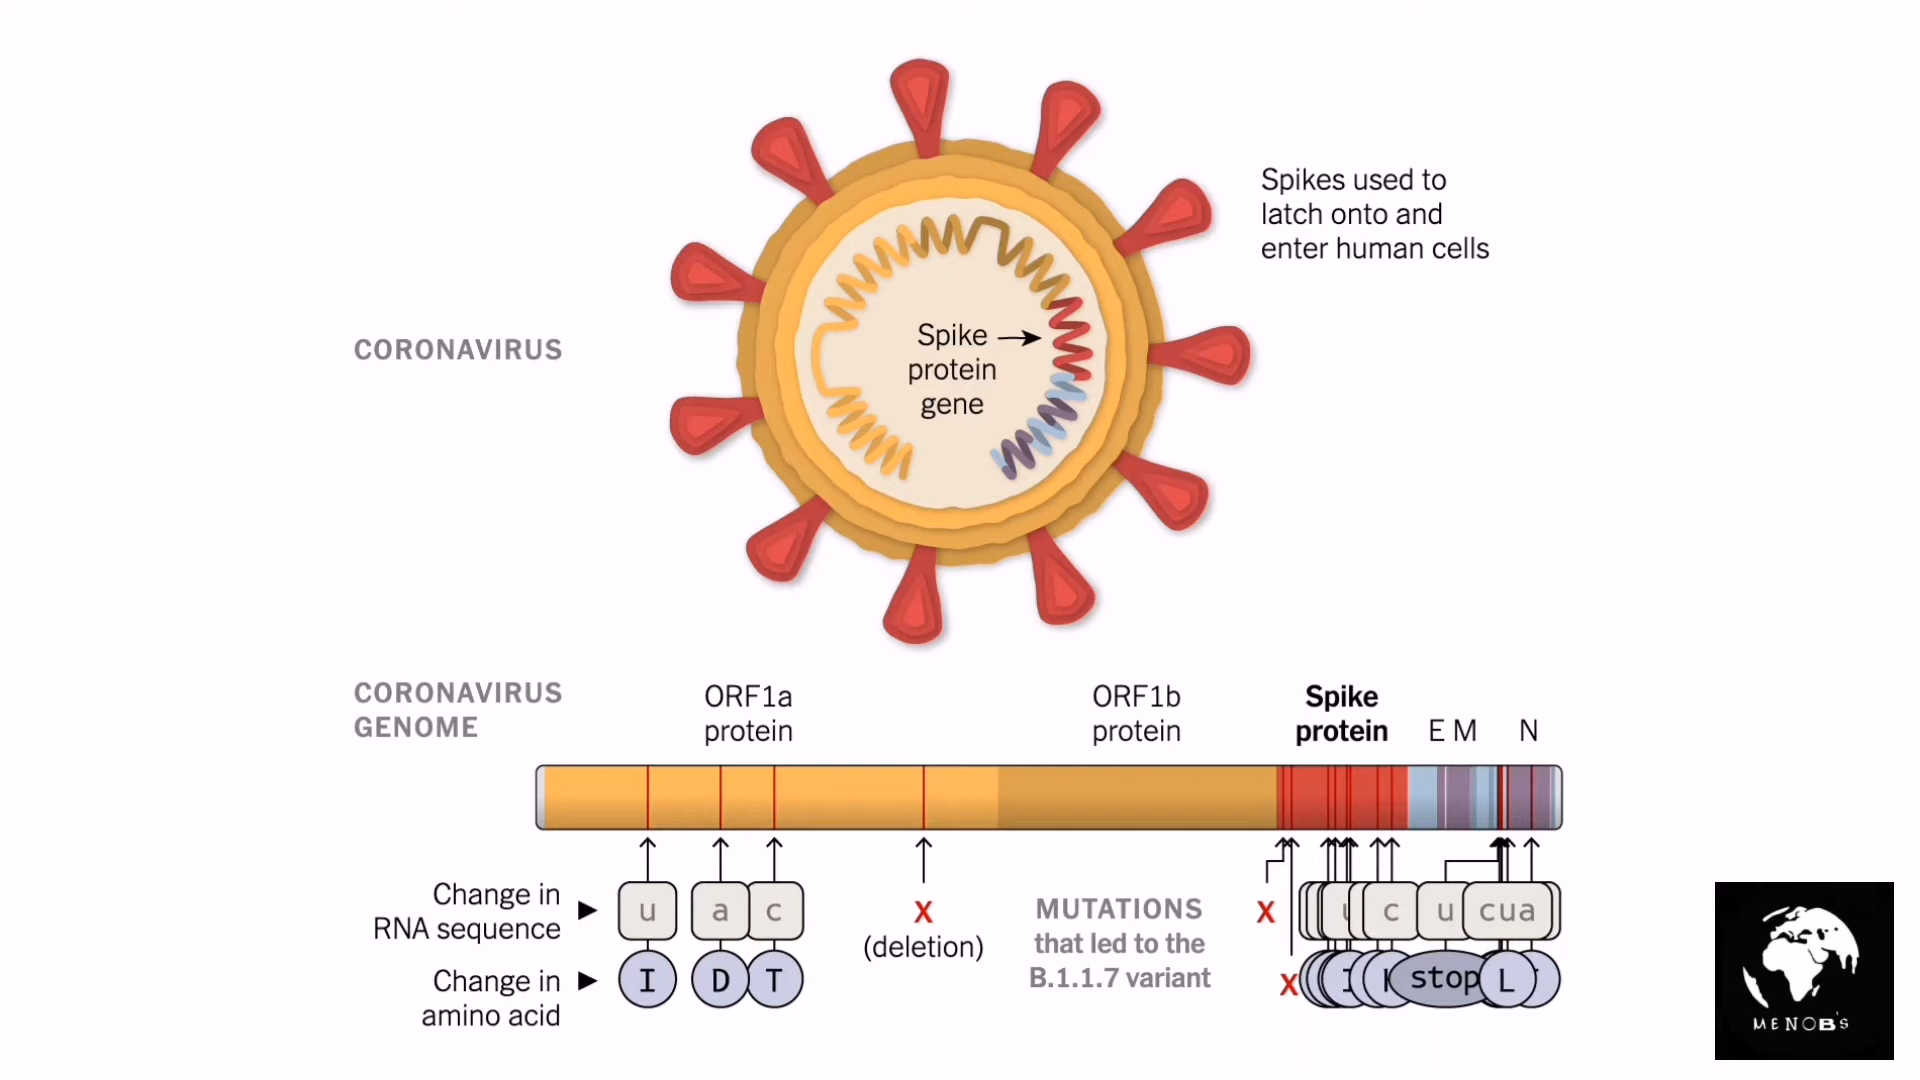 Spikes used to
latch onto and
enter human cells
CORONAVIRUS
Spike
protein
gene
CORONAVIRUS
GENOME
ORF1a
protein
ORF1b
protein
Spike
protein
E M
N
Change in
RNA sequence
u
a
c
X
(deletion)
MUTATIONS
that led to the
B.1.1.7 variant
X
c
u
cua
Change in
amino acid
I
D
T
X
stop
L
MENOB'S